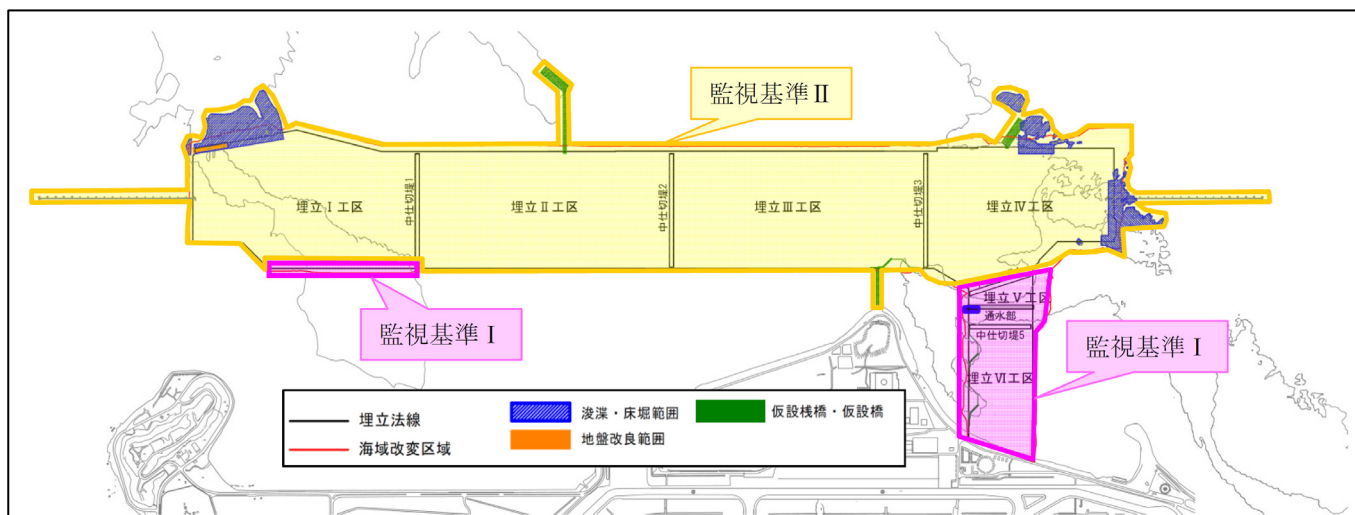 監視基準Ⅱ
埋立Ⅰ工区
中仕切堤1
埋立Ⅱ工区
中仕切堤2
埋立Ⅲ工区
中仕切堤3
埋立Ⅳ工区
監視基準Ⅰ
埋立Ⅴ工区
通水部
中仕切堤5
埋立Ⅵ工区
監視基準Ⅰ
埋立法線
浚渫・床堀範囲
仮設桟橋・仮設橋
海域改変区域
地盤改良範囲